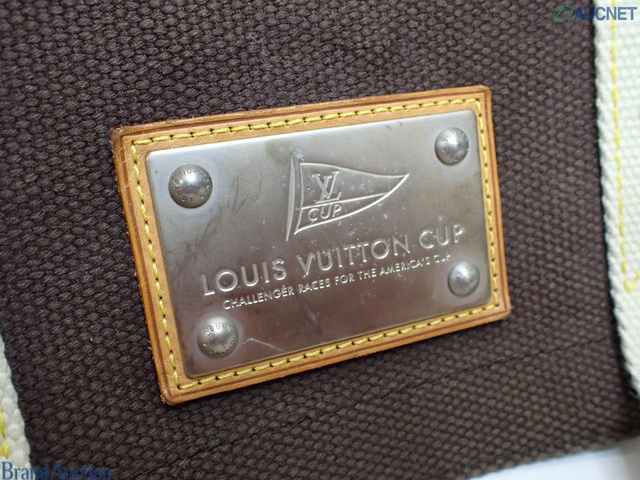 AUCNET
LV
CUP
LOUIS VUITTON CUP
CHALLENGER RACES FOR THE AMERICA'S CUP
Brand Auction